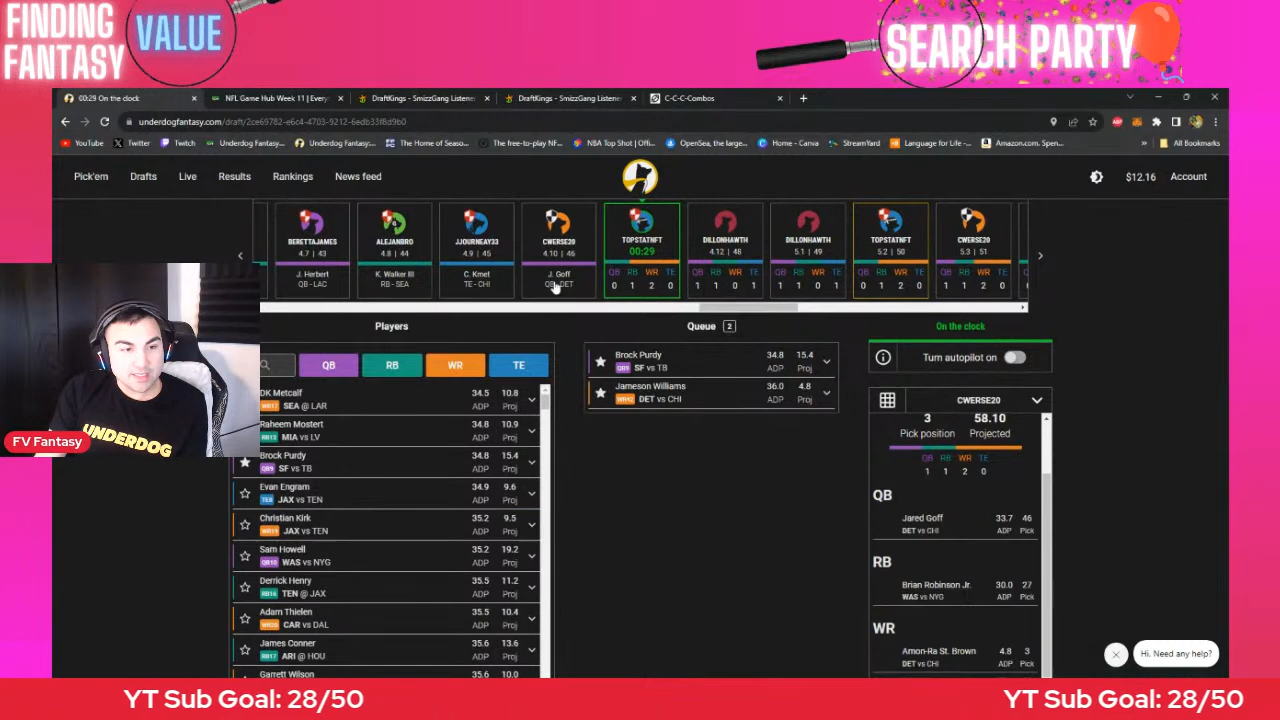 FINDING
FANTASY
VALUE
SEARCH PARTY
00:29 On the clock
NFL Game Hub Week 11 | Every
DraftKings - SmizzGang Listene
DraftKings - SmizzGang Listene
C-C-C-Combos
underdogfantasy.com/draft/2ce69782-e6c4-4703-9212-6edb33f8d9b0
YouTube
Twitter
Twitch
Underdog Fantasy...
Underdog Fantasy:...
The Home of Seaso...
The free-to-play NF...
NBA Top Shot | Offi...
OpenSea, the large...
Home - Canva
StreamYard
Language for Life -...
Amazon.com. Spen...
All Bookmarks
Pick'em
Drafts
Live
Results
Rankings
News feed
$12.16
Account
BERETTAJAMES
4.7 | 43
J. Herbert
QB - LAC
ALEJANBRO
4.8 | 44
K. Walker III
RB - SEA
JJOURNEAY33
4.9 | 45
C. Kmet
TE - CHI
CWERSE20
4.10 | 46
J. Goff
QB - DET
TOPSTATNFT
00:29
QB RB WR TE
0 1 2 0
DILLONHAWTH
4.12 | 48
QB RB WR TE
1 1 0 1
DILLONHAWTH
5.1 | 49
QB RB WR TE
1 1 0 1
TOPSTATNFT
5.2 | 50
QB RB WR TE
0 1 2 0
CWERSE20
5.3 | 51
QB RB WR TE
1 1 2 0
Players
Queue 2
On the clock
QB
RB
WR
TE
DK Metcalf
SEA @ LAR
34.5 10.8
ADP Proj
Raheem Mostert
RB13 MIA vs LV
34.8 10.9
ADP Proj
Brock Purdy
QB9 SF vs TB
34.8 15.4
ADP Proj
Evan Engram
JAX vs TEN
34.9 9.6
ADP Proj
Christian Kirk
JAX vs TEN
35.2 9.5
ADP Proj
Sam Howell
QB10 WAS vs NYG
35.2 19.2
ADP Proj
Derrick Henry
RB16 TEN @ JAX
35.5 11.2
ADP Proj
Adam Thielen
CAR vs DAL
35.5 10.4
ADP Proj
James Conner
RB17 ARI @ HOU
35.6 13.6
ADP Proj
Garrett Wilson
35.6 10.0
Brock Purdy
QB9 SF vs TB
34.8 15.4
ADP Proj
Jameson Williams
DET vs CHI
36.0 4.8
ADP Proj
Turn autopilot on
CWERSE20
3 58.10
Pick position Projected
QB RB WR TE
1 1 2 0
QB
Jared Goff
DET vs CHI
33.7 46
ADP Pick
RB
Brian Robinson Jr.
WAS vs NYG
30.0 27
ADP Pick
WR
Amon-Ra St. Brown
DET vs CHI
4.8 3
ADP Pick
Hi, Need any help?
UNDERDOG
FV Fantasy
YT Sub Goal: 28/50
YT Sub Goal: 28/50